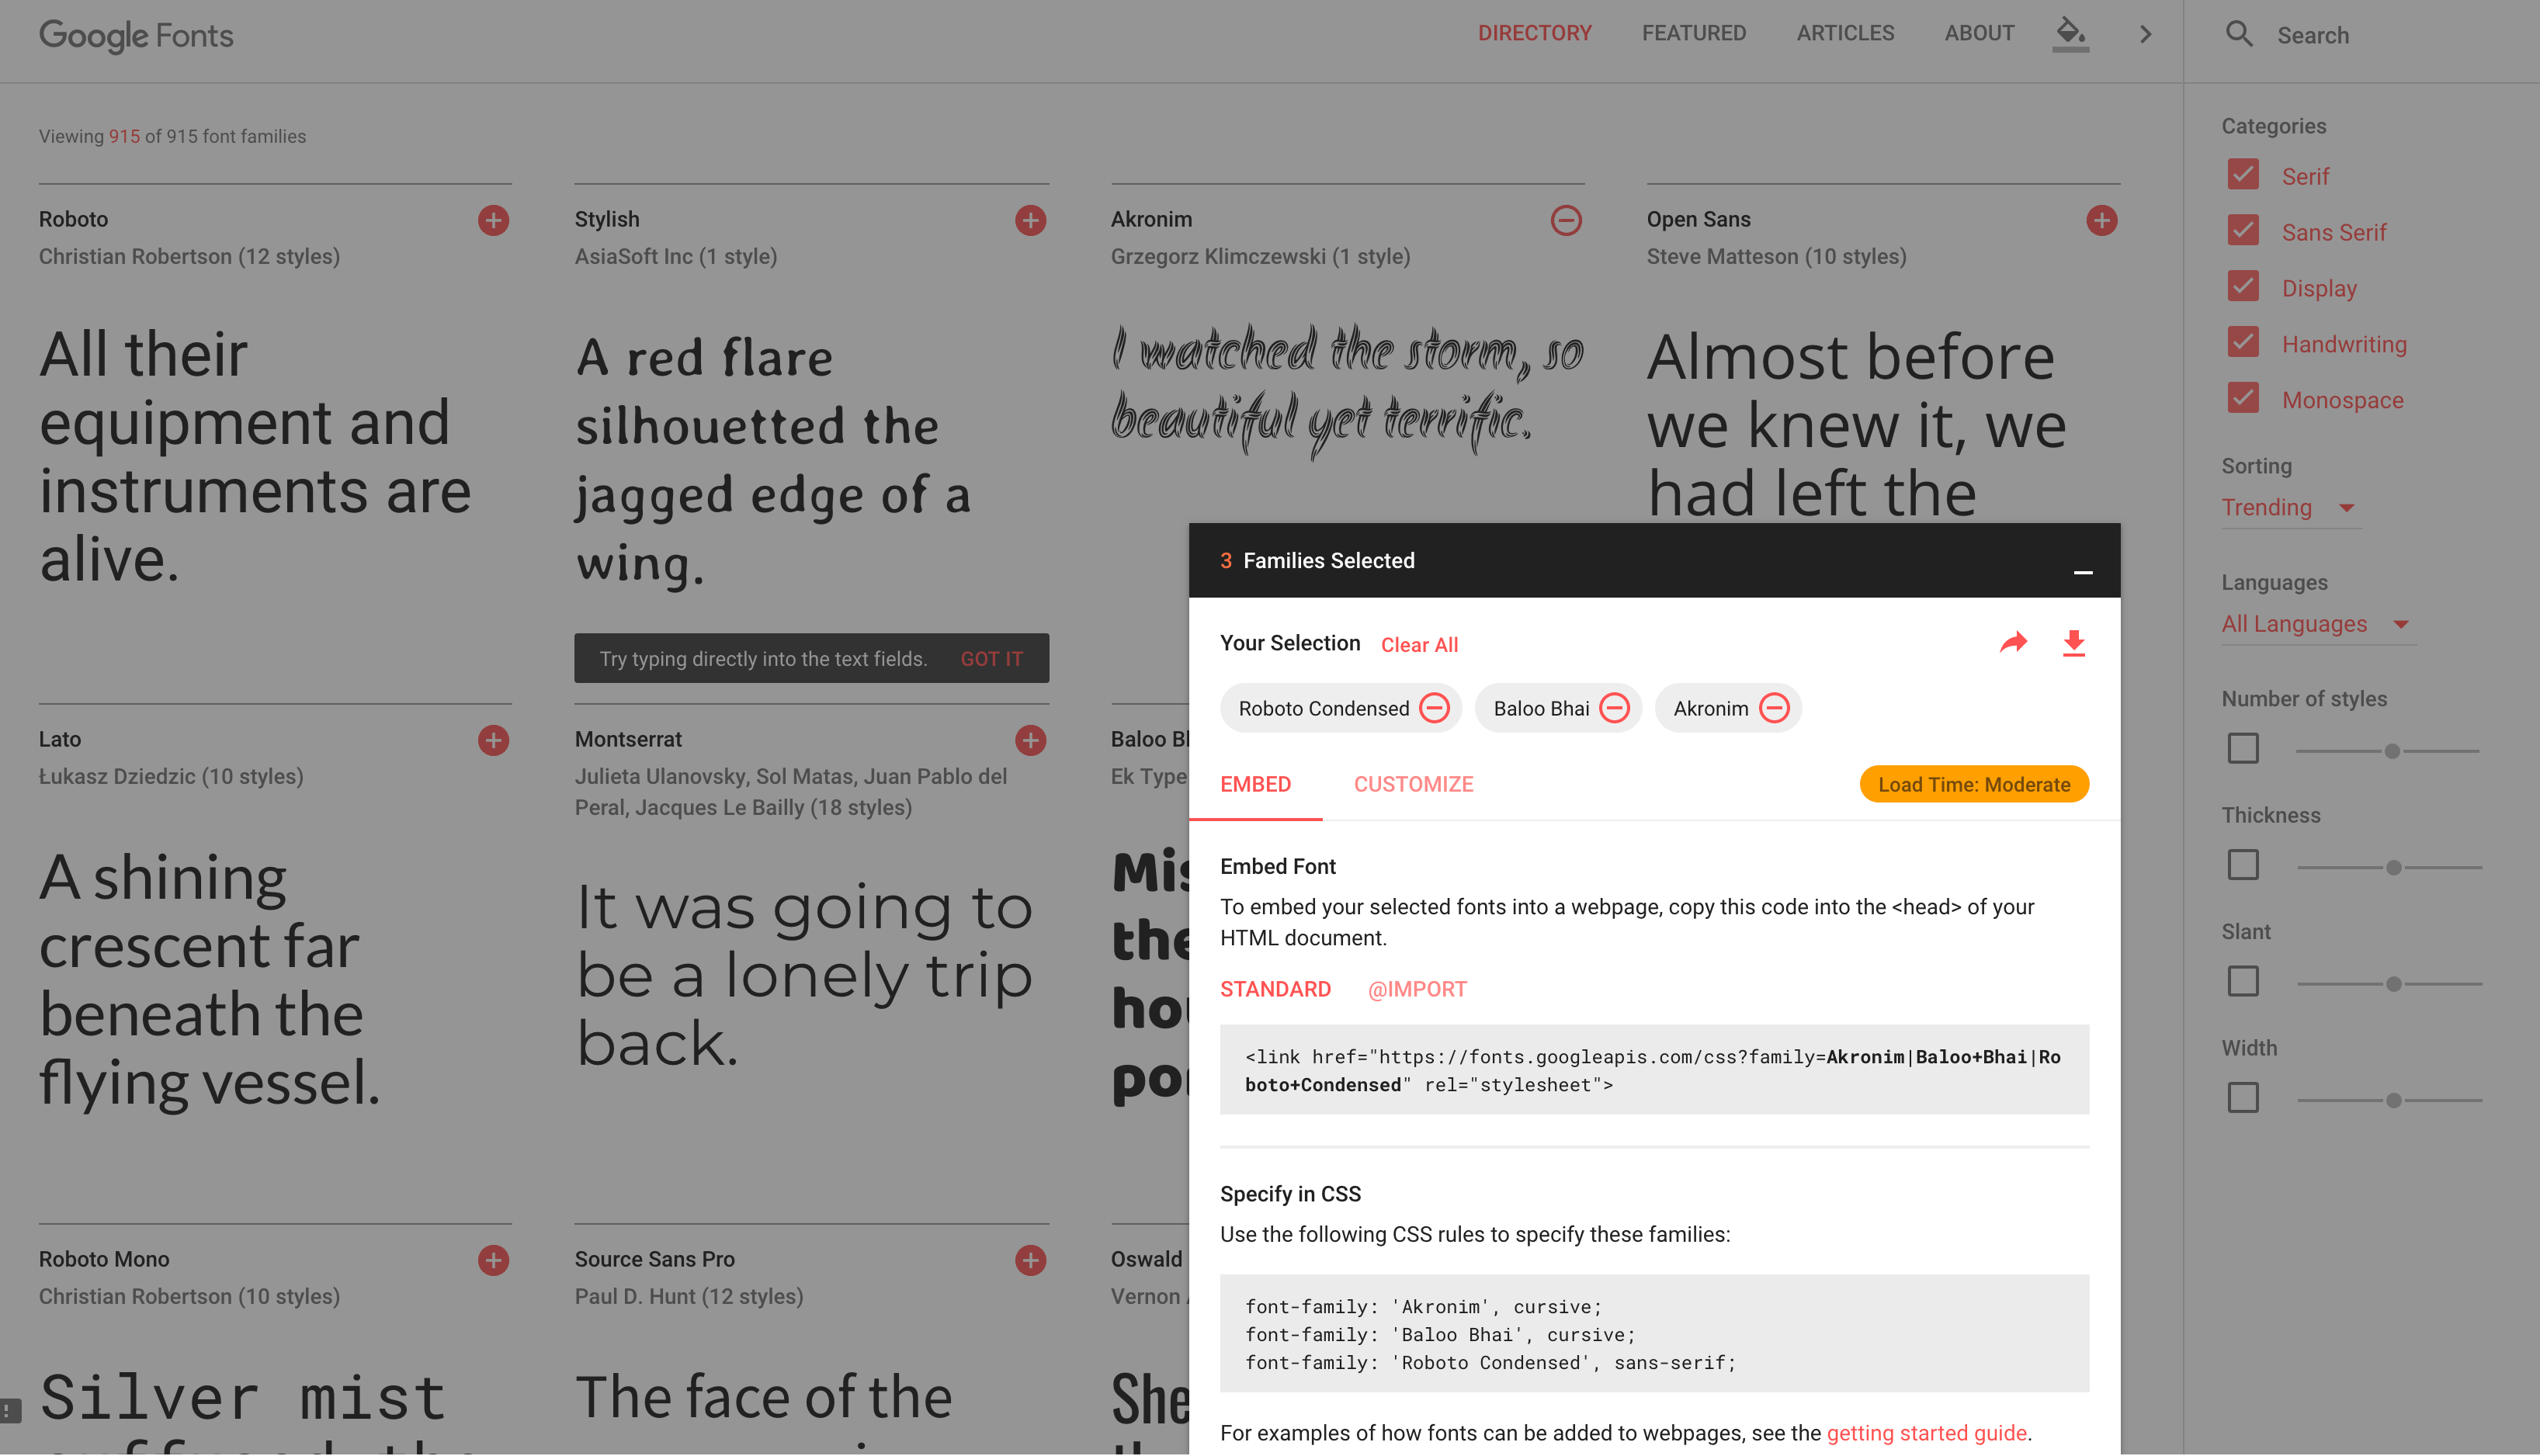 Google Fonts
DIRECTORY
FEATURED
ARTICLES
ABOUT
Search
Viewing 915 of 915 font families
Roboto
Christian Robertson (12 styles)
All their
equipment and
instruments are
alive.
Stylish
AsiaSoft Inc (1 style)
A red flare
silhouetted the
jagged edge of a
wing.
Try typing directly into the text fields. GOT IT
Akronim
Grzegorz Klimczewski (1 style)
I watched the storm, so
beautiful yet terrific.
Open Sans
Steve Matteson (10 styles)
Almost before
we knew it, we
had left the
Lato
Łukasz Dziedzic (10 styles)
A shining
crescent far
beneath the
flying vessel.
Montserrat
Julieta Ulanovsky, Sol Matas, Juan Pablo del
Peral, Jacques Le Bailly (18 styles)
It was going to
be a lonely trip
back.
Baloo
Ek Type
Mis
the
ho
po
Roboto Mono
Christian Robertson (10 styles)
Silver mist
Source Sans Pro
Paul D. Hunt (12 styles)
The face of the
Oswald
Vernon
She
3 Families Selected
Your Selection Clear All
Roboto Condensed
Baloo Bhai
Akronim
EMBED
CUSTOMIZE
Load Time: Moderate
Embed Font
To embed your selected fonts into a webpage, copy this code into the <head> of your
HTML document.
STANDARD
@IMPORT
<link href="https://fonts.googleapis.com/css?family=Akronim|Baloo+Bhai|Ro
boto+Condensed" rel="stylesheet">
Specify in CSS
Use the following CSS rules to specify these families:
font-family: 'Akronim', cursive;
font-family: 'Baloo Bhai', cursive;
font-family: 'Roboto Condensed', sans-serif;
For examples of how fonts can be added to webpages, see the getting started guide.
Categories
Serif
Sans Serif
Display
Handwriting
Monospace
Sorting
Trending
Languages
All Languages
Number of styles
Thickness
Slant
Width